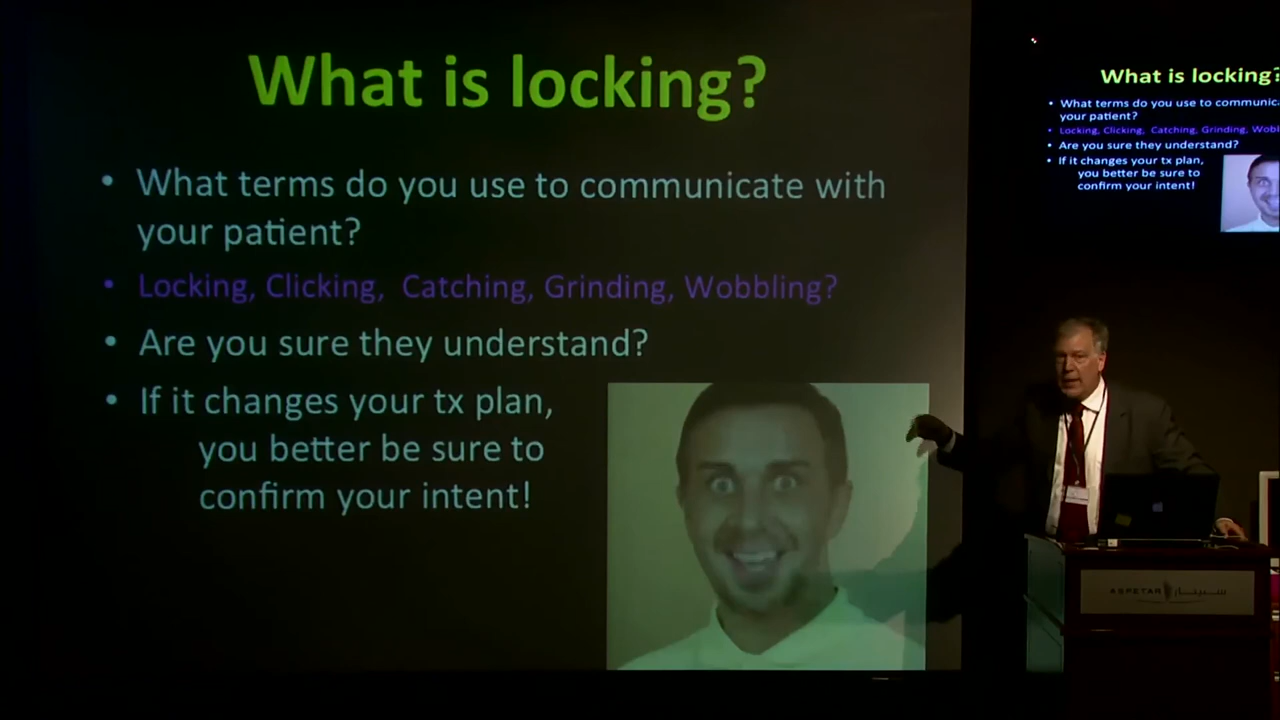 What is locking?
• What terms do you use to communicate with
your patient?
• Locking, Clicking, Catching, Grinding, Wobbling?
• Are you sure they understand?
• If it changes your tx plan,
you better be sure to
confirm your intent!
What is locking?
• What terms do you use to communic
your patient?
• Locking, Clicking, Catching, Grinding, Wobb
• Are you sure they understand?
• If it changes your tx plan,
you better be sure to
confirm your intent!
ASPETAR سبيتار